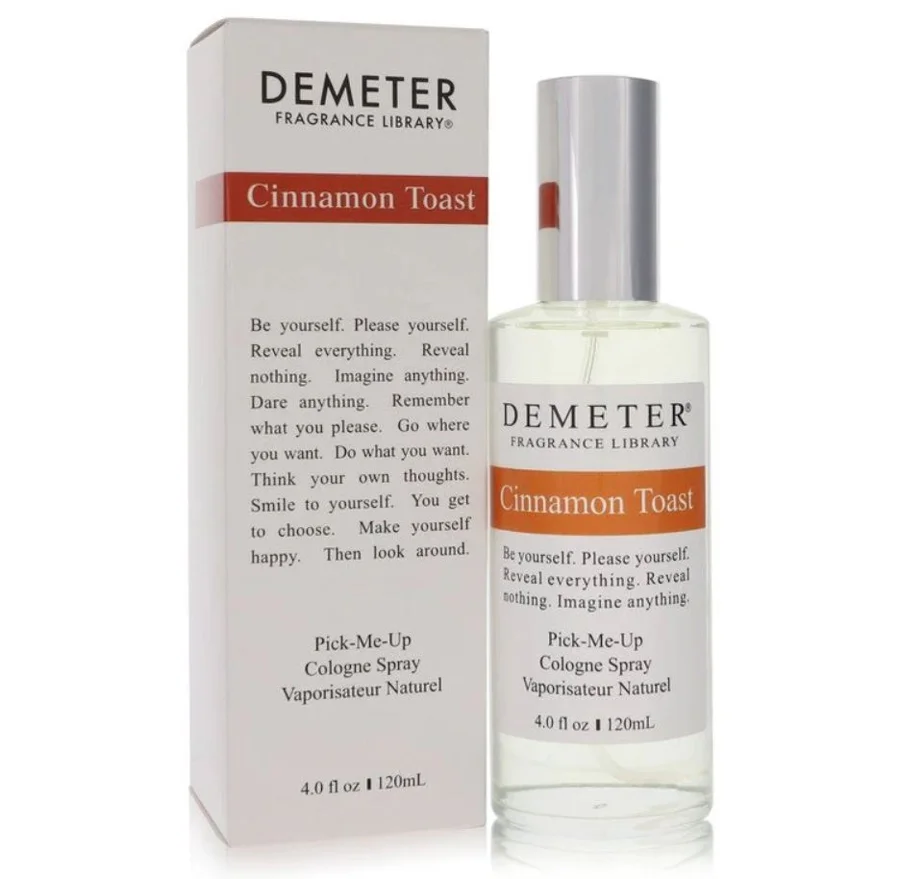 DEMETER
FRAGRANCE LIBRARY®
Cinnamon Toast
Be yourself. Please yourself.
Reveal everything. Reveal
nothing. Imagine anything.
Dare anything. Remember
what you please. Go where
you want. Do what you want.
Think your own thoughts.
Smile to yourself. You get
to choose. Make yourself
happy. Then look around.
Pick-Me-Up
Cologne Spray
Vaporisateur Naturel
4.0 fl oz ❚ 120mL
DEMETER®
FRAGRANCE LIBRARY
Cinnamon Toast
Be yourself. Please yourself.
Reveal everything. Reveal
nothing. Imagine anything.
Pick-Me-Up
Cologne Spray
Vaporisateur Naturel
4.0 fl oz ❚ 120mL